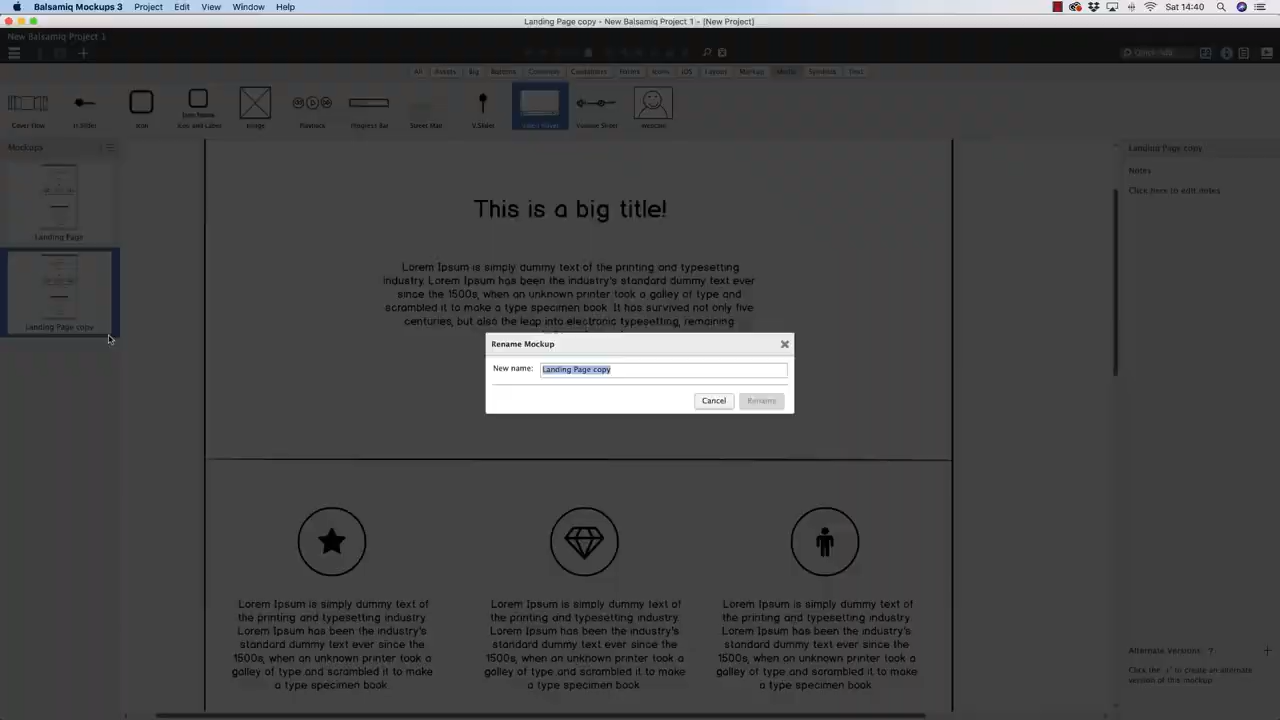 Balsamiq Mockups 3 Project Edit View Window Help
Sat 14:40
Landing Page copy - New Balsamiq Project 1 - [New Project]
New Balsamiq Project 1
Quick Add
All Assets Big Buttons Common Containers Forms Icons iOS Layout Markup Media Symbols Text
Cover Flow H.Slider Icon Icon and Label Image Playback Progress Bar Street Map V.Slider Video Player Volume Slider Webcam
Mockups
Landing Page
Landing Page copy
This is a big title!
Lorem Ipsum is simply dummy text of the printing and typesetting
industry. Lorem Ipsum has been the industry's standard dummy text ever
since the 1500s, when an unknown printer took a galley of type and
scrambled it to make a type specimen book. It has survived not only five
centuries, but also the leap into electronic typesetting, remaining
Rename Mockup
New name: Landing Page copy
Cancel Rename
Lorem Ipsum is simply dummy text of
the printing and typesetting industry.
Lorem Ipsum has been the industry's
standard dummy text ever since the
1500s, when an unknown printer took a
galley of type and scrambled it to make
a type specimen book.
Lorem Ipsum is simply dummy text of
the printing and typesetting industry.
Lorem Ipsum has been the industry's
standard dummy text ever since the
1500s, when an unknown printer took a
galley of type and scrambled it to make
a type specimen book.
Lorem Ipsum is simply dummy text of
the printing and typesetting industry.
Lorem Ipsum has been the industry's
standard dummy text ever since the
1500s, when an unknown printer took a
galley of type and scrambled it to make
a type specimen book.
Landing Page copy
Notes
Click here to edit notes
Alternate Versions: ?
Click the '+' to create an alternate
version of this mockup